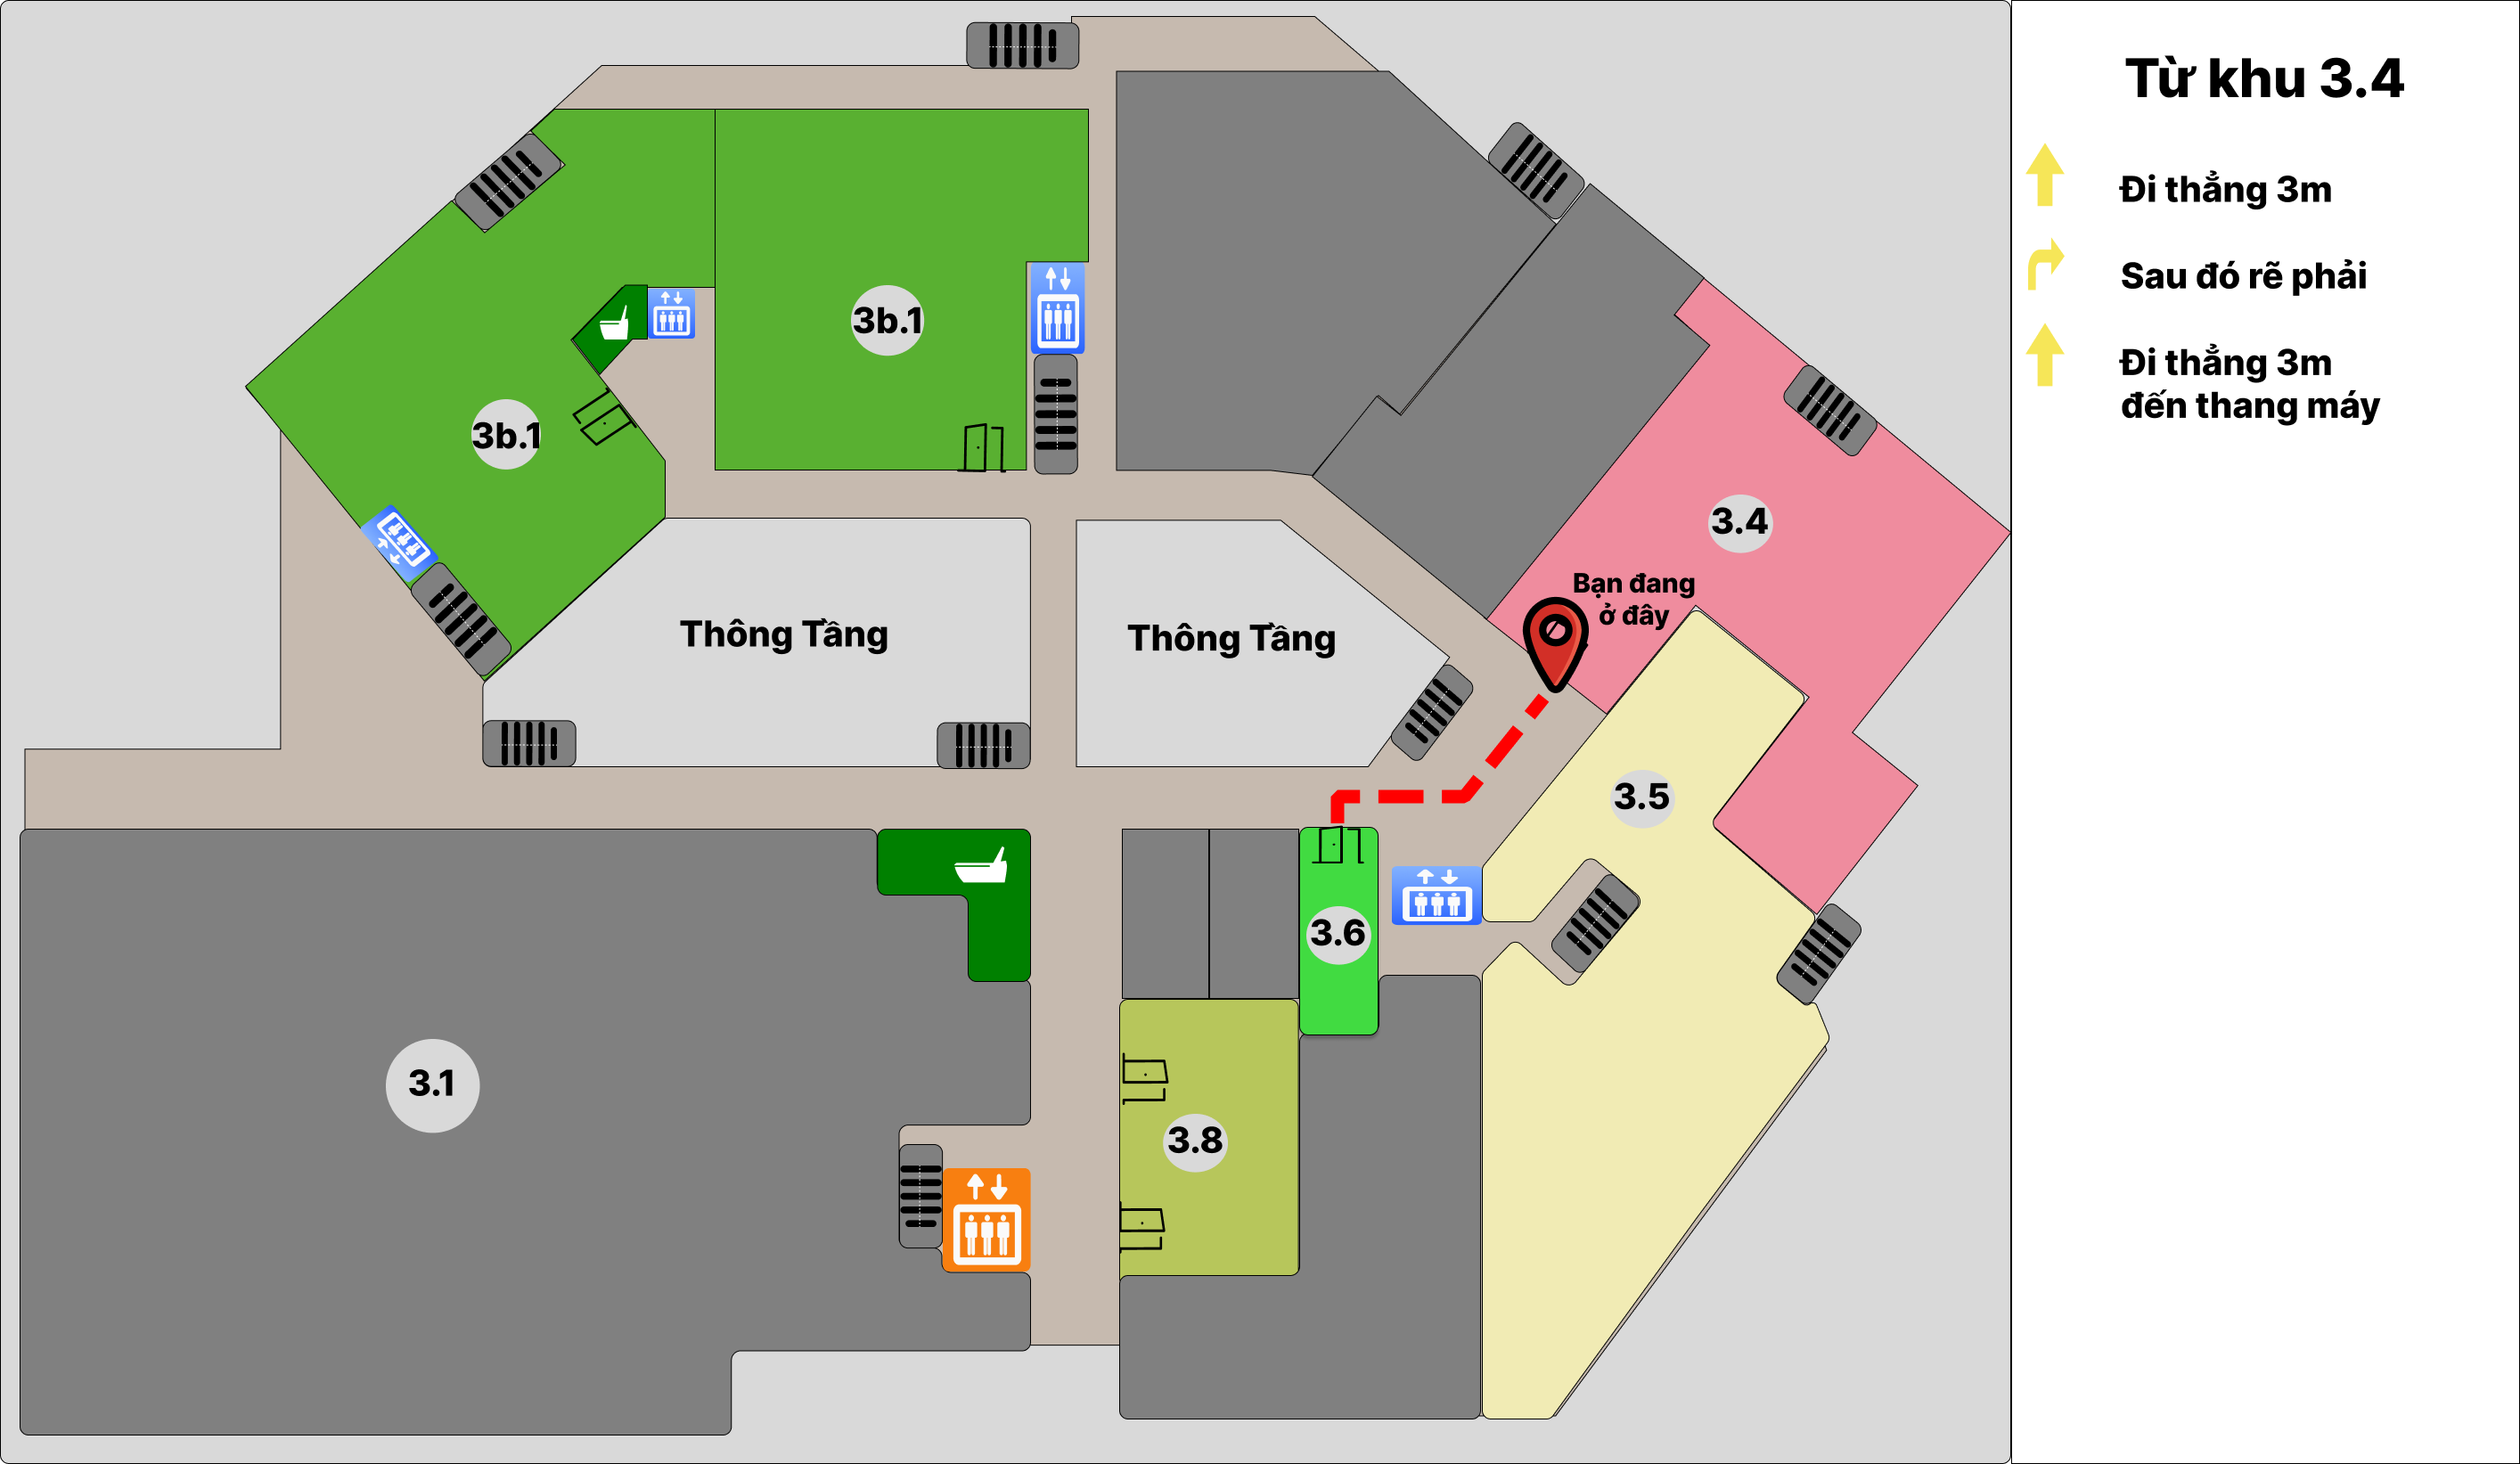 Từ khu 3.4
Đi thẳng 3m
Sau đó rẽ phải
Đi thẳng 3m
đến thang máy
3b.1
3b.1
3.4
Bạn đang
ở đây
Thông Tầng
Thông Tầng
3.5
3.6
3.1
3.8